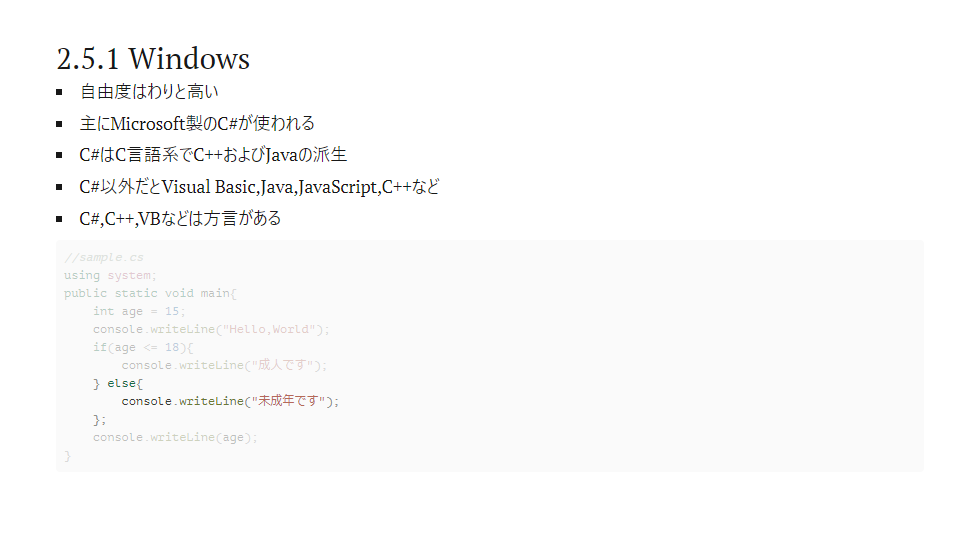 2.5.1 Windows
自由度はわりと高い
主にMicrosoft製のC#が使われる
C#はC言語系でC++およびJavaの派生
C#以外だとVisual Basic,Java,JavaScript,C++など
C#,C++,VBなどは方言がある
//sample.cs
using system;
public static void main{
    int age = 15;
    console.writeLine("Hello,World");
    if(age <= 18){
        console.writeLine("成人です");
    } else{
        console.writeLine("未成年です");
    };
    console.writeLine(age);
}